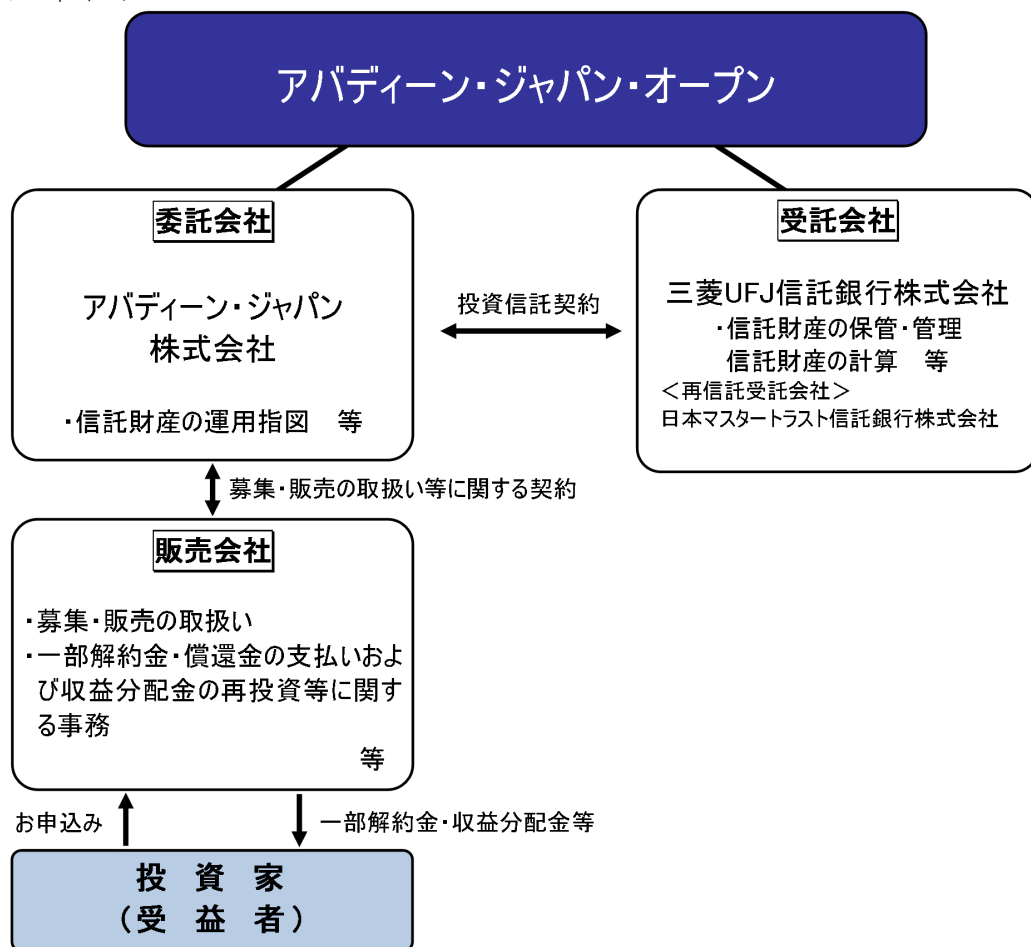 アバディーン・ジャパン・オープン
委託会社
アバディーン・ジャパン
株式会社
・信託財産の運用指図　等
投資信託契約
受託会社
三菱UFJ信託銀行株式会社
・信託財産の保管・管理
信託財産の計算　等
＜再信託受託会社＞
日本マスタートラスト信託銀行株式会社
募集・販売の取扱い等に関する契約
販売会社
・募集・販売の取扱い
・一部解約金・償還金の支払いおよ
び収益分配金の再投資等に関す
る事務
等
お申込み
一部解約金・収益分配金等
投　資　家
（受　益　者）